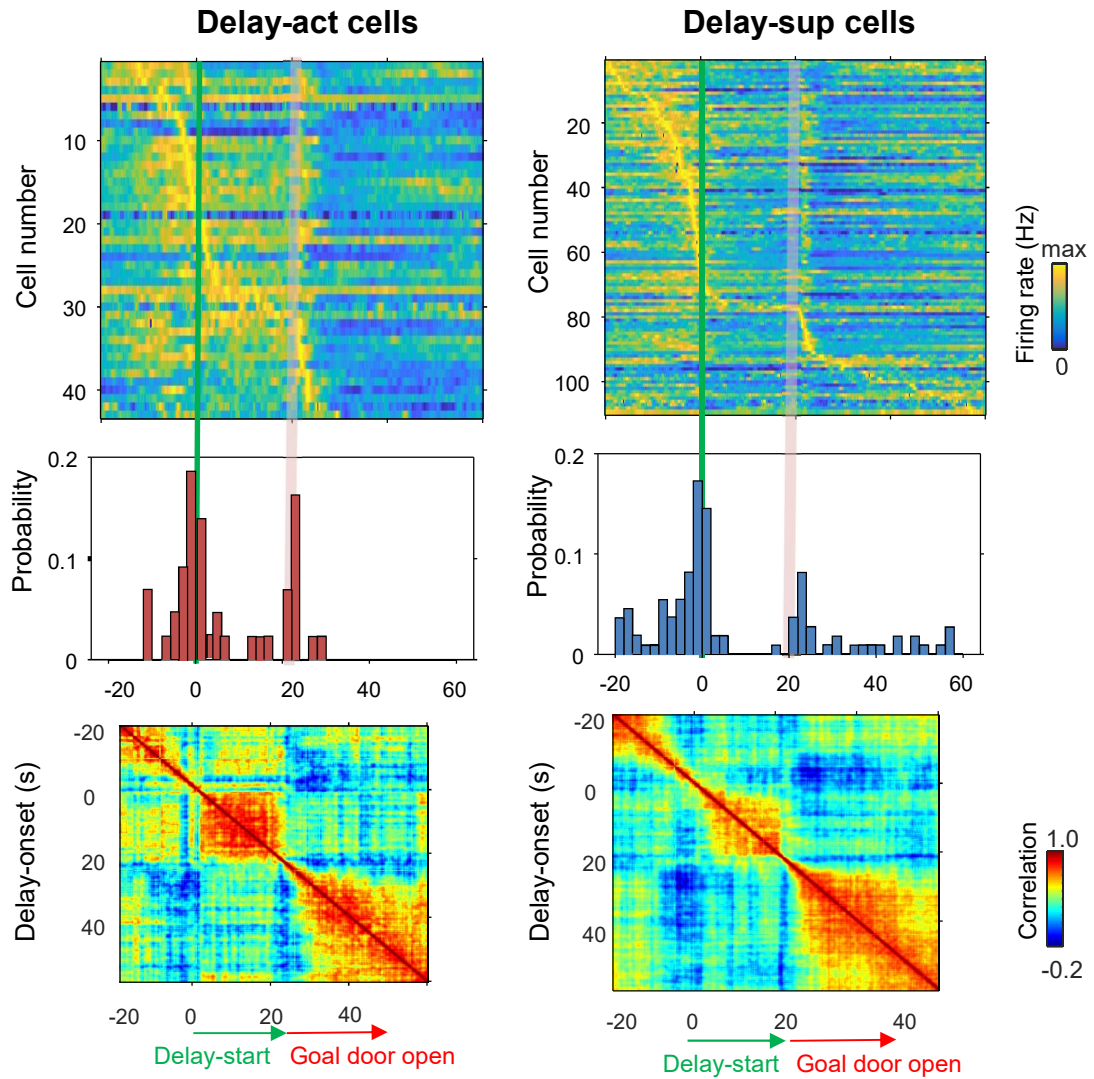 Delay-act cells
Delay-sup cells
Cell number
10
20
30
40
Cell number
20
40
60
80
100
Firing rate (Hz)
max
0
Probability
0.2
0.1
0
-20
0
20
40
60
Probability
0.2
0.1
0
-20
0
20
40
60
Delay-onset (s)
-20
0
20
40
-20
0
20
40
Delay-start
Goal door open
Delay-onset (s)
-20
0
20
40
-20
0
20
40
Delay-start
Goal door open
Correlation
1.0
-0.2